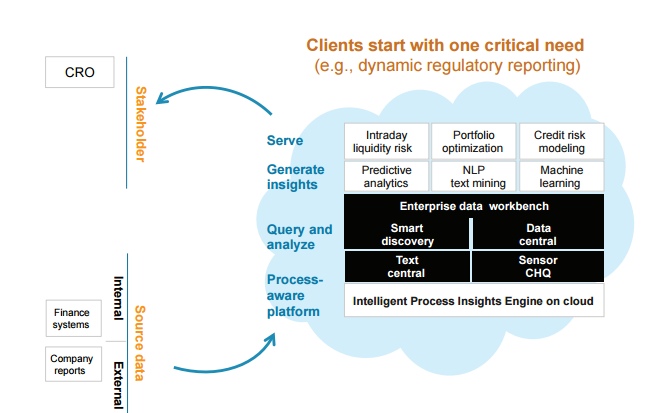 Clients start with one critical need
(e.g., dynamic regulatory reporting)
CRO
Stakeholder
Serve
Intraday
liquidity risk
Portfolio
optimization
Credit risk
modeling
Generate
insights
Predictive
analytics
NLP
text mining
Machine
learning
Enterprise data workbench
Query and
analyze
Smart
discovery
Data
central
Text
central
Sensor
CHQ
Process-
aware
platform
Intelligent Process Insights Engine on cloud
Internal
Source data
External
Finance
systems
Company
reports